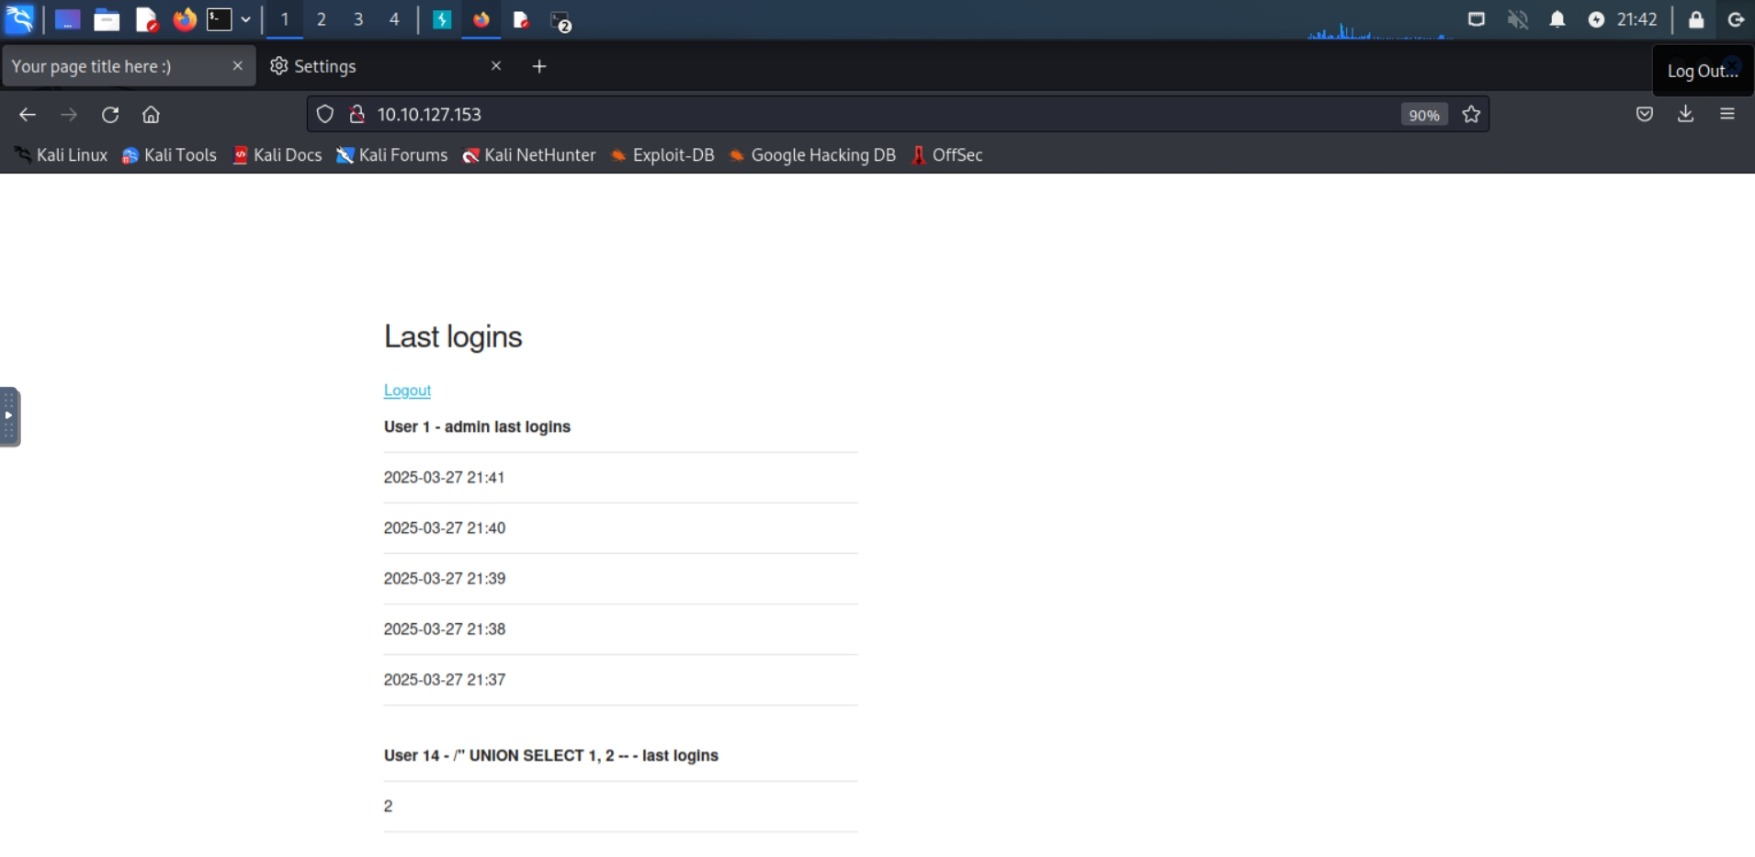 1 2 3 4 2 21:42
Your page title here :) Settings
Log Out...
10.10.127.153 90%
Kali Linux Kali Tools Kali Docs Kali Forums Kali NetHunter Exploit-DB Google Hacking DB OffSec
Last logins
Logout
User 1 - admin last logins
2025-03-27 21:41
2025-03-27 21:40
2025-03-27 21:39
2025-03-27 21:38
2025-03-27 21:37
User 14 - /" UNION SELECT 1, 2 -- - last logins
2